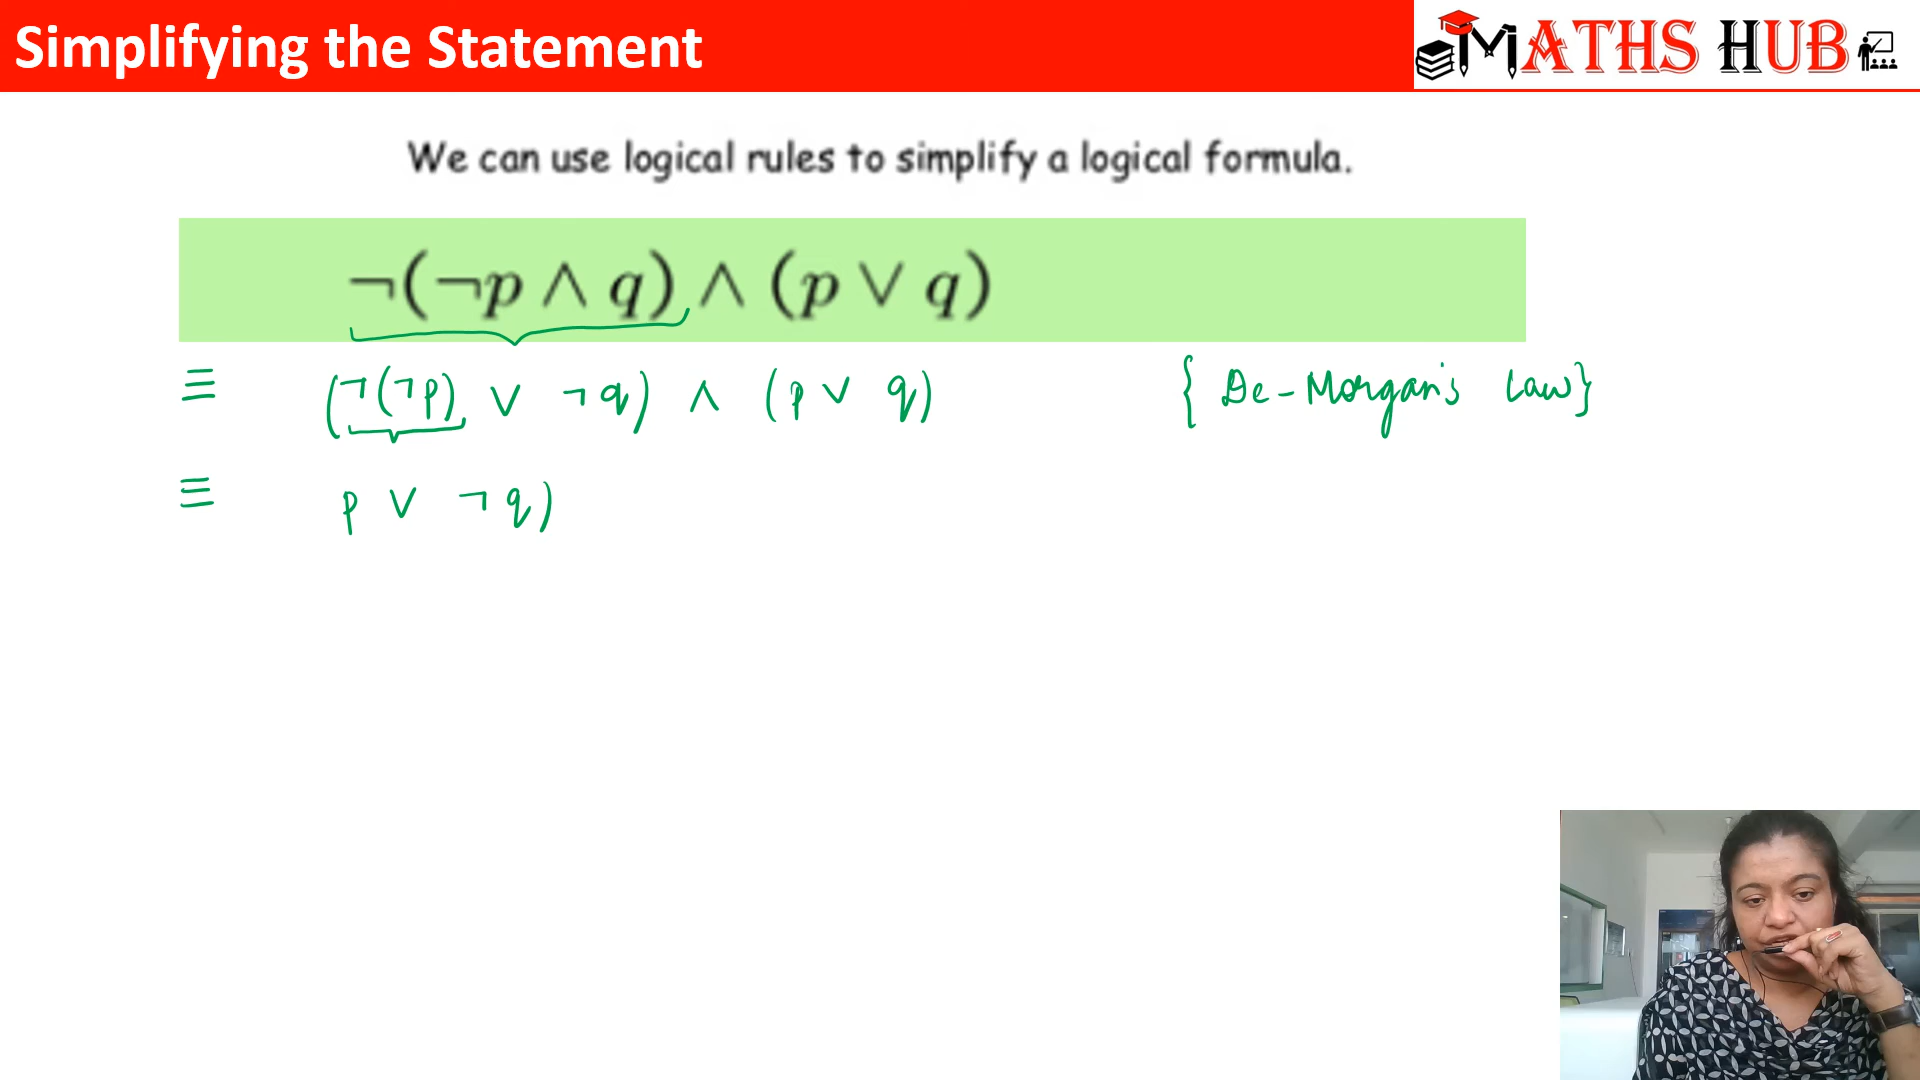 Simplifying the Statement
MATHS HUB
We can use logical rules to simplify a logical formula.
¬(¬p ∧ q) ∧ (p ∨ q)
≡ (¬(¬p) ∨ ¬q) ∧ (p ∨ q) { De-Morgan's Law}
≡ p ∨ ¬q)